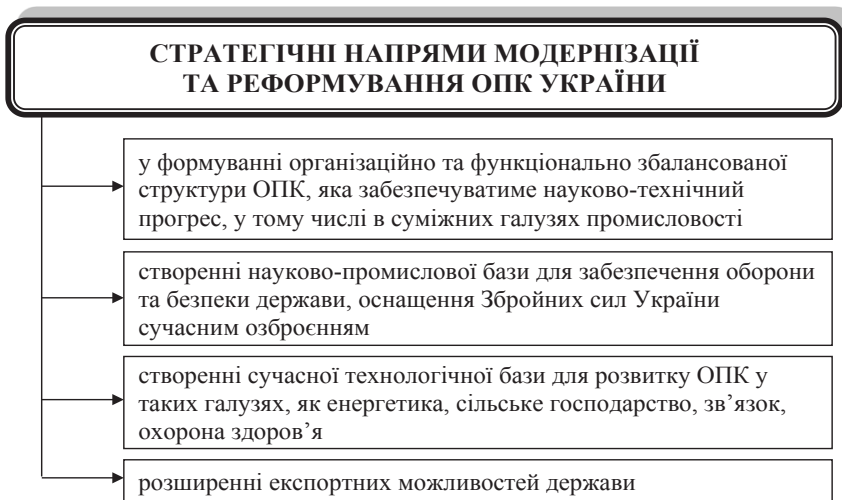 СТРАТЕГІЧНІ НАПРЯМИ МОДЕРНІЗАЦІЇ
ТА РЕФОРМУВАННЯ ОПК УКРАЇНИ
у формуванні організаційно та функціонально збалансованої
структури ОПК, яка забезпечуватиме науково-технічний
прогрес, у тому числі в суміжних галузях промисловості
створенні науково-промислової бази для забезпечення оборони
та безпеки держави, оснащення Збройних сил України
сучасним озброєнням
створенні сучасної технологічної бази для розвитку ОПК у
таких галузях, як енергетика, сільське господарство, зв’язок,
охорона здоров’я
розширенні експортних можливостей держави